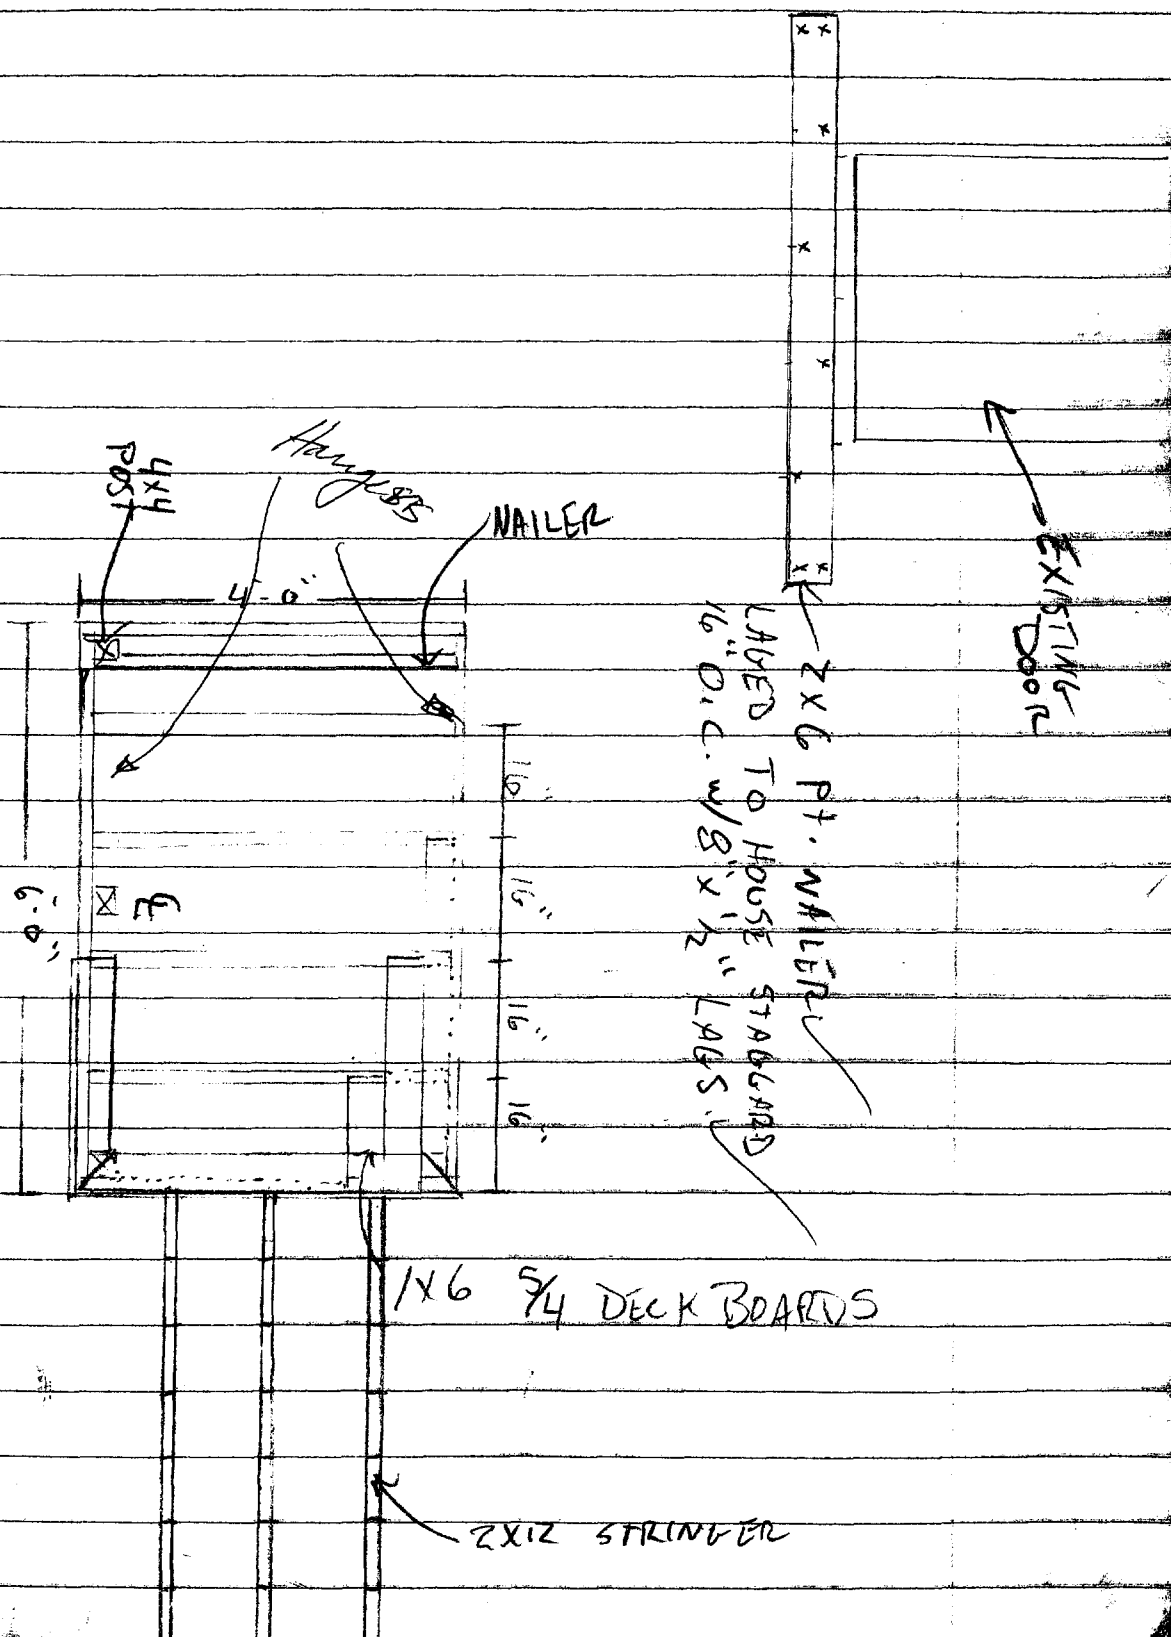 EXISTING
DOOR
2X6 Pt. NAILER
LAGED TO HOUSE STAGGARD
16" O.C. W/ 8" X 1/2" LAGS.
4X4
POST
Hangers
NAILER
4'-0"
16"
16"
16"
16"
6'-0"
1X6 5/4 DECK BOARDS
2X12 STRINGER